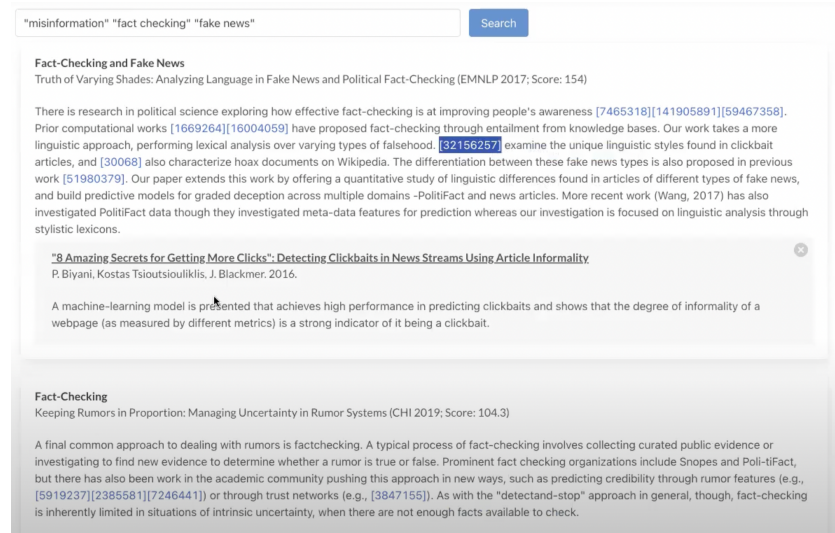 "misinformation" "fact checking" "fake news"
Search
Fact-Checking and Fake News
Truth of Varying Shades: Analyzing Language in Fake News and Political Fact-Checking (EMNLP 2017; Score: 154)
There is research in political science exploring how effective fact-checking is at improving people's awareness [7465318][141905891][59467358].
Prior computational works [1669264][16004059] have proposed fact-checking through entailment from knowledge bases. Our work takes a more
linguistic approach, performing lexical analysis over varying types of falsehood. [32156257] examine the unique linguistic styles found in clickbait
articles, and [30068] also characterize hoax documents on Wikipedia. The differentiation between these fake news types is also proposed in previous
work [51980379]. Our paper extends this work by offering a quantitative study of linguistic differences found in articles of different types of fake news,
and build predictive models for graded deception across multiple domains -PolitiFact and news articles. More recent work (Wang, 2017) has also
investigated PolitiFact data though they investigated meta-data features for prediction whereas our investigation is focused on linguistic analysis through
stylistic lexicons.
"8 Amazing Secrets for Getting More Clicks": Detecting Clickbaits in News Streams Using Article Informality
P. Biyani, Kostas Tsioutsiouliklis, J. Blackmer. 2016.
A machine-learning model is presented that achieves high performance in predicting clickbaits and shows that the degree of informality of a
webpage (as measured by different metrics) is a strong indicator of it being a clickbait.
Fact-Checking
Keeping Rumors in Proportion: Managing Uncertainty in Rumor Systems (CHI 2019; Score: 104.3)
A final common approach to dealing with rumors is factchecking. A typical process of fact-checking involves collecting curated public evidence or
investigating to find new evidence to determine whether a rumor is true or false. Prominent fact checking organizations include Snopes and Poli-tiFact,
but there has also been work in the academic community pushing this approach in new ways, such as predicting credibility through rumor features (e.g.,
[5919237][2385581][7246441]) or through trust networks (e.g., [3847155]). As with the "detectand-stop" approach in general, though, fact-checking
is inherently limited in situations of intrinsic uncertainty, when there are not enough facts available to check.